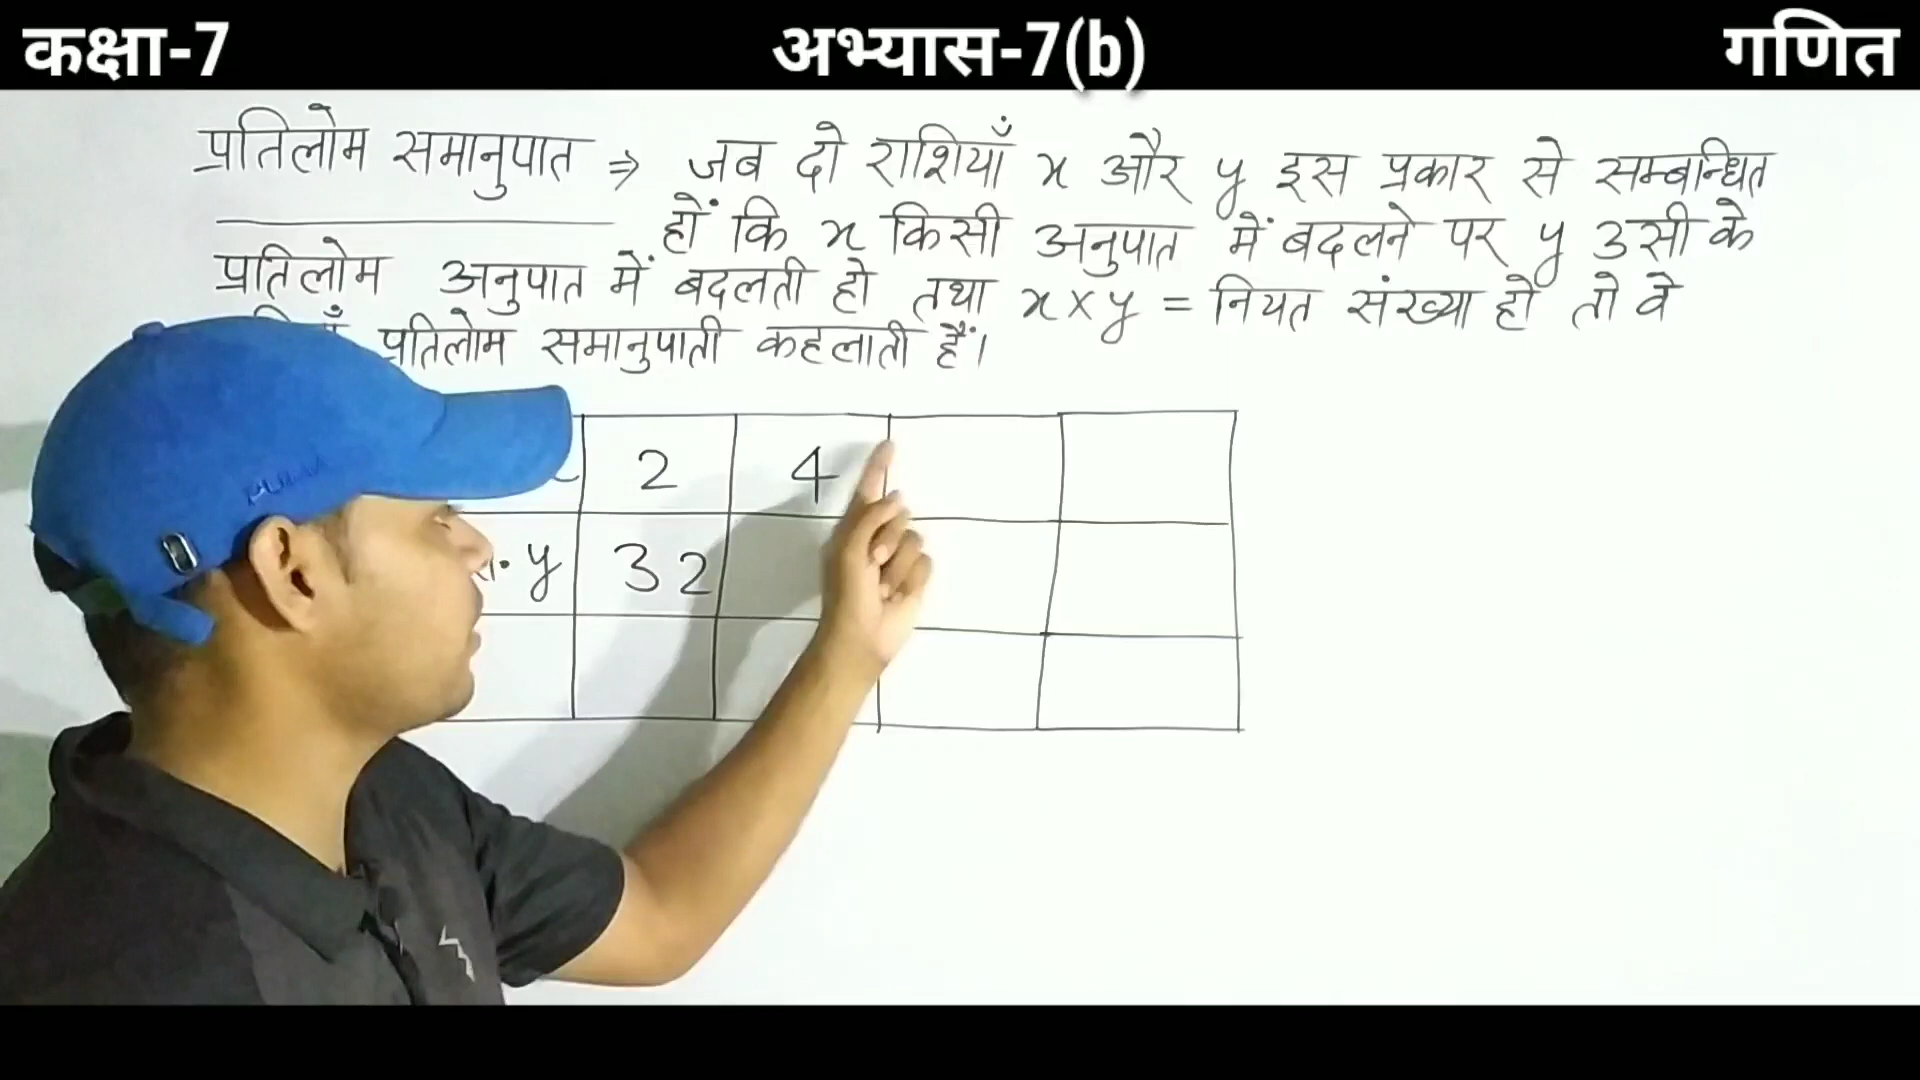 कक्षा-7 अभ्यास-7(b) गणित
प्रतिलोम समानुपात ⇒ जब दो राशियाँ x और y इस प्रकार से सम्बन्धित
हों कि x किसी अनुपात में बदलने पर y उसी के
प्रतिलोम अनुपात में बदलती हो तथा x × y = नियत संख्या हो तो वे
प्रतिलोम समानुपाती कहलाती हैं।
2 4
y 32
PUMA